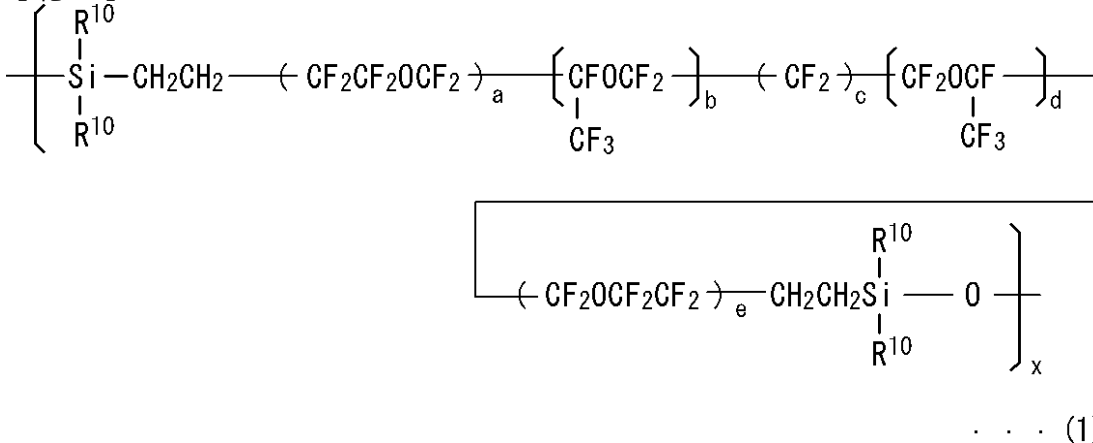 R¹⁰
Si—CH₂CH₂—(CF₂CF₂OCF₂)ₐ—[CFOCF₂]b—(CF₂)c—[CF₂OCF]d
R¹⁰ CF₃ CF₃
R¹⁰
(CF₂OCF₂CF₂)e—CH₂CH₂Si—O
R¹⁰
x
· · · (1)